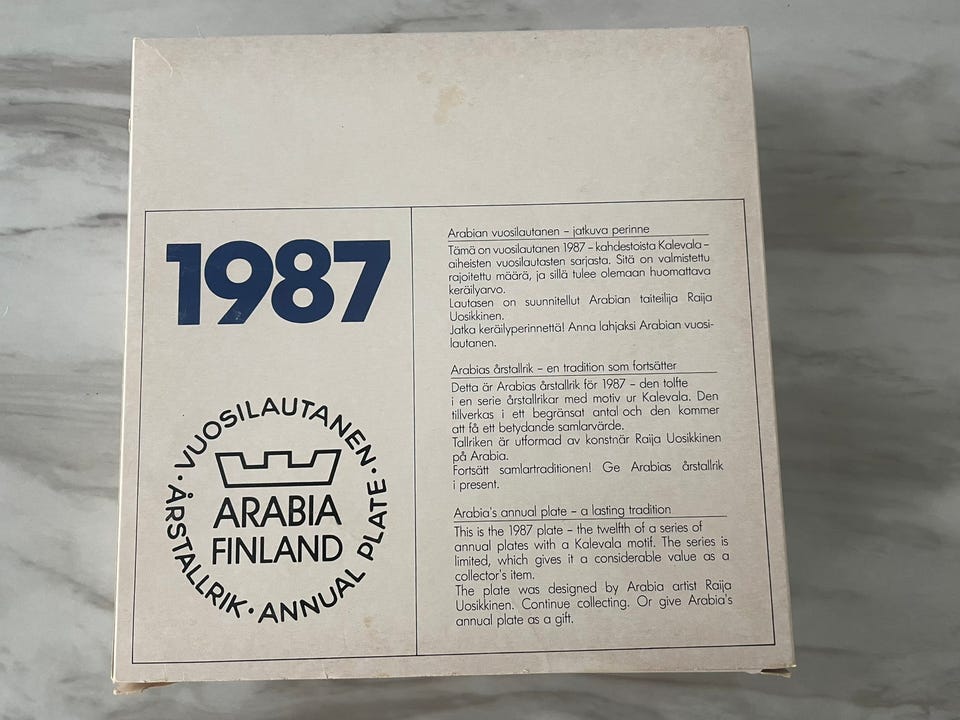 1987
VUOSILAUTANEN · ANNUAL PLATE · ÅRSTALLRIK ·
ARABIA
FINLAND
Arabian vuosilautanen – jatkuva perinne
Tämä on vuosilautanen 1987 – kahdestoista Kalevala–
aiheisten vuosilautasten sarjasta. Sitä on valmistettu
rajoitettu määrä, ja sillä tulee olemaan huomattava
keräilyarvo.
Lautasen on suunnitellut Arabian taiteilija Raija
Uosikkinen.
Jatka keräilyperinnettä! Anna lahjaksi Arabian vuosi-
lautanen.
Arabias årstallrik – en tradition som fortsätter
Detta är Arabias årstallrik för 1987 – den tolfte
i en serie årstallrikar med motiv ur Kalevala. Den
tillverkas i ett begränsat antal och den kommer
att få ett betydande samlarvärde.
Tallriken är utformad av konstnär Raija Uosikkinen
på Arabia.
Fortsätt samlartraditionen! Ge Arabias årstallrik
i present.
Arabia's annual plate – a lasting tradition
This is the 1987 plate – the twelfth of a series of
annual plates with a Kalevala motif. The series is
limited, which gives it a considerable value as a
collector's item.
The plate was designed by Arabia artist Raija
Uosikkinen. Continue collecting. Or give Arabia's
annual plate as a gift.